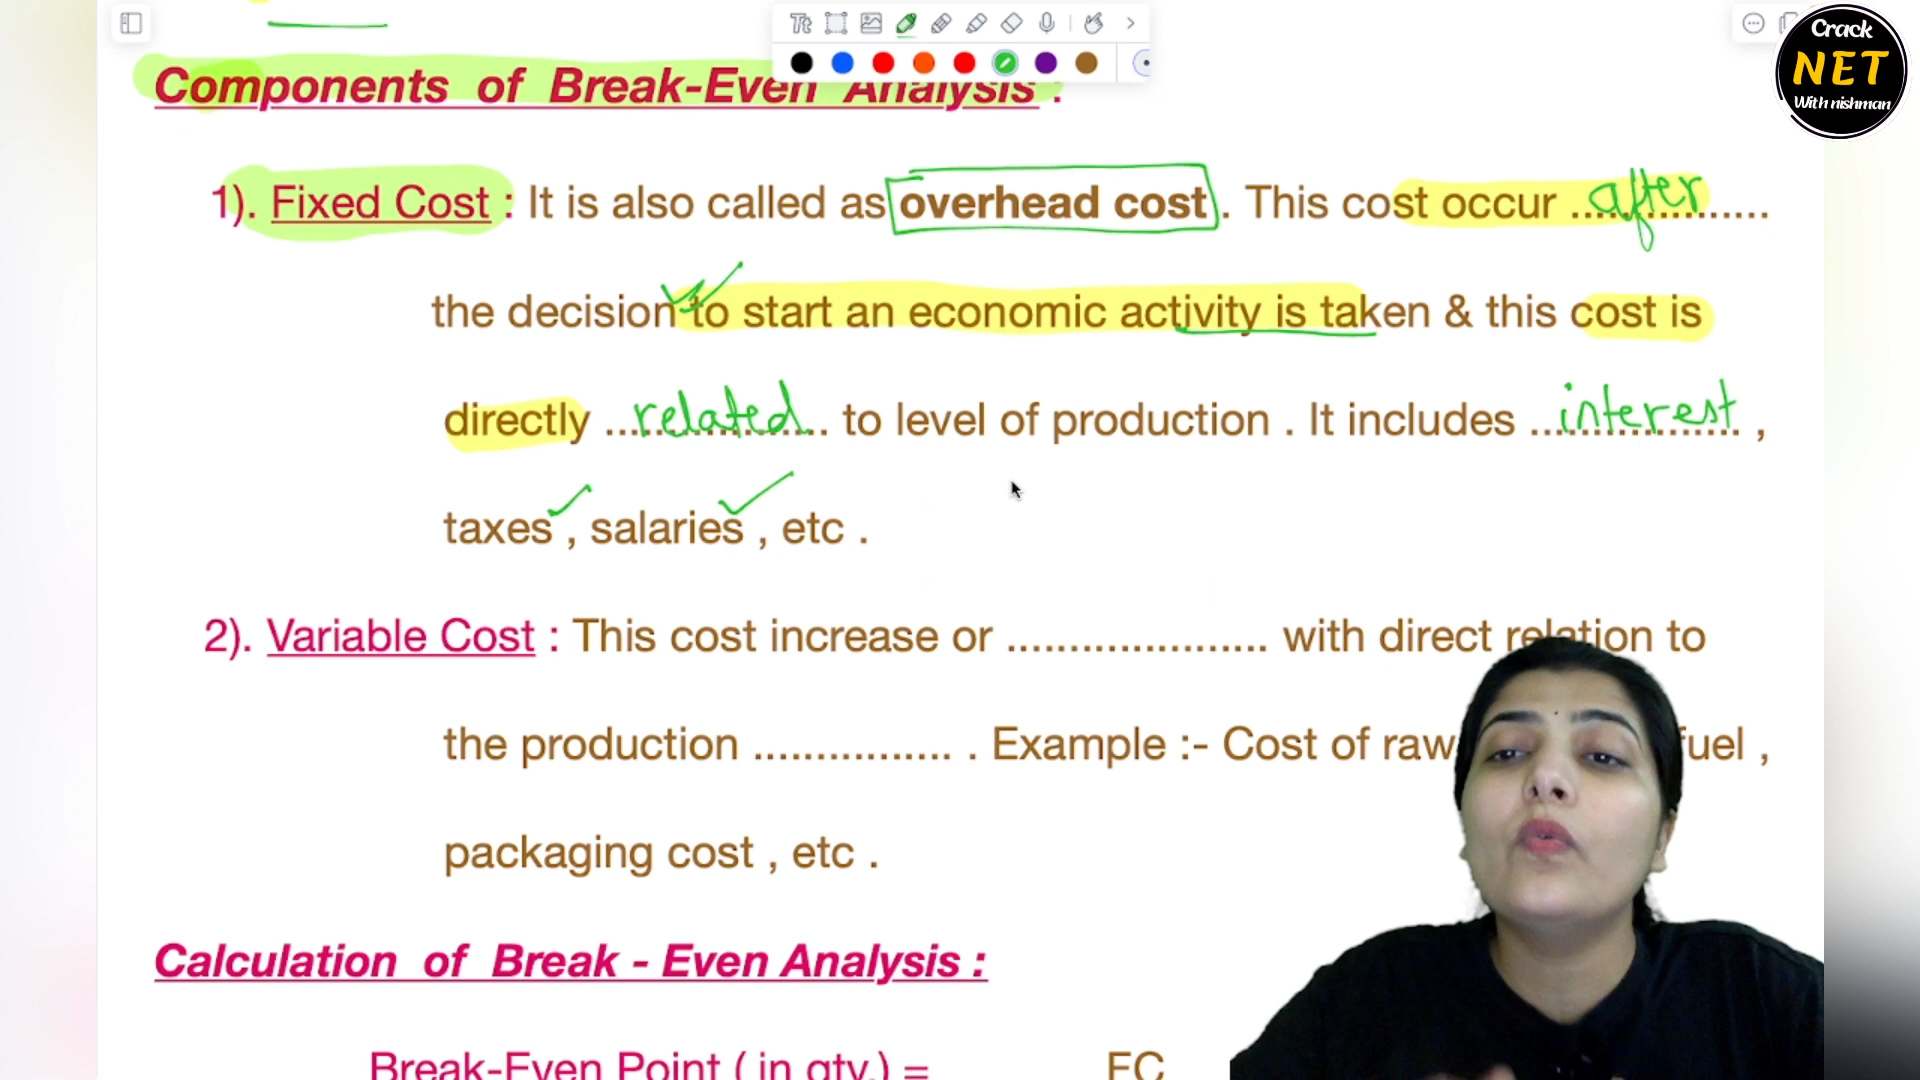 Crack
NET
With nishman
Components of Break-Even Analysis :
1). Fixed Cost : It is also called as overhead cost . This cost occur ... after ...
the decision to start an economic activity is taken & this cost is
directly ... related ... to level of production . It includes ... interest ... ,
taxes , salaries , etc .
2). Variable Cost : This cost increase or ..................... with direct relation to
the production ................ . Example :- Cost of raw fuel ,
packaging cost , etc .
Calculation of Break - Even Analysis :
Break-Even Point ( in qty.) = FC